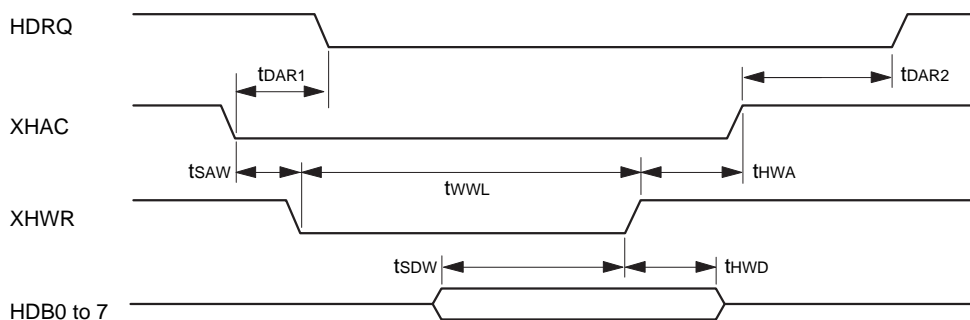 HDRQ
tDAR1
tDAR2
XHAC
tSAW
tWWL
tHWA
XHWR
tSDW
tHWD
HDB0 to 7